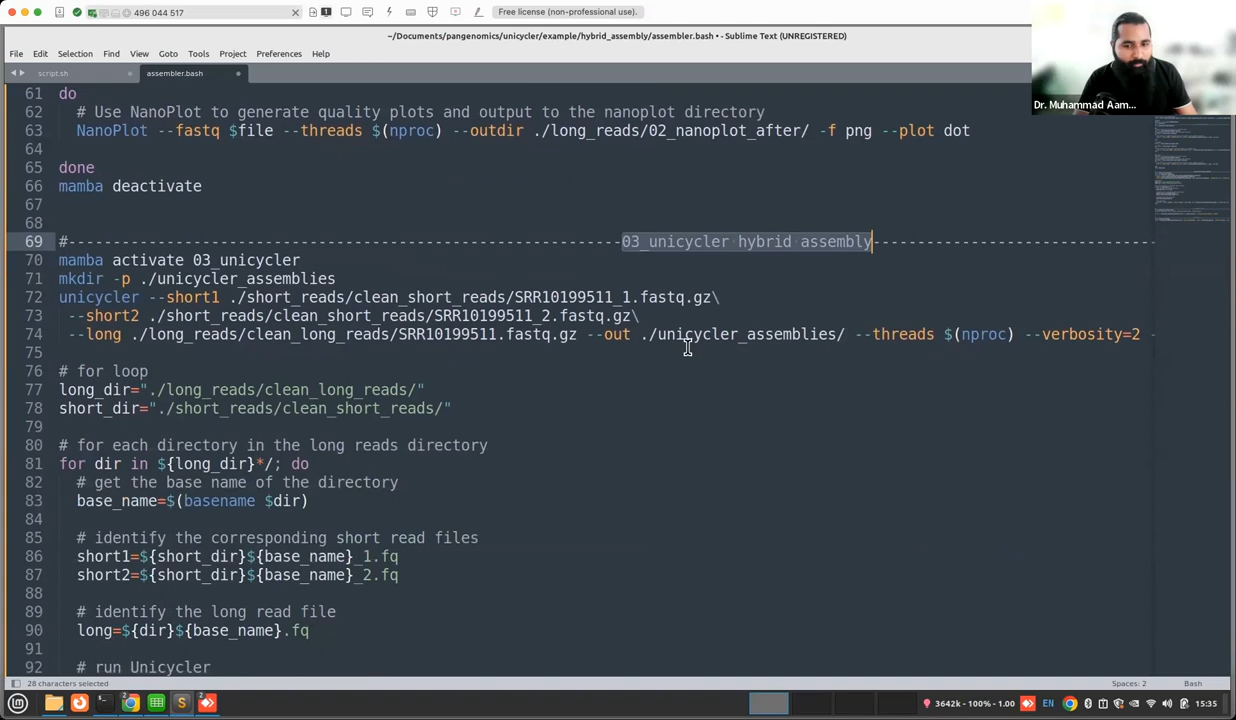 496 044 517
Free license (non-professional use).
~/Documents/pangenomics/unicycler/example/hybrid_assembly/assembler.bash • - Sublime Text (UNREGISTERED)
File Edit Selection Find View Goto Tools Project Preferences Help
script.sh
assembler.bash
Dr. Muhammad Aam...
61 do
62 # Use NanoPlot to generate quality plots and output to the nanoplot directory
63 NanoPlot --fastq $file --threads $(nproc) --outdir ./long_reads/02_nanoplot_after/ -f png --plot dot
64
65 done
66 mamba deactivate
67
68
69 #--------------------------------------------------------------03_unicycler hybrid assembly--------------------------------
70 mamba activate 03_unicycler
71 mkdir -p ./unicycler_assemblies
72 unicycler --short1 ./short_reads/clean_short_reads/SRR10199511_1.fastq.gz\
73 --short2 ./short_reads/clean_short_reads/SRR10199511_2.fastq.gz\
74 --long ./long_reads/clean_long_reads/SRR10199511.fastq.gz --out ./unicycler_assemblies/ --threads $(nproc) --verbosity=2 -
75
76 # for loop
77 long_dir="./long_reads/clean_long_reads/"
78 short_dir="./short_reads/clean_short_reads/"
79
80 # for each directory in the long reads directory
81 for dir in ${long_dir}*/; do
82 # get the base name of the directory
83 base_name=$(basename $dir)
84
85 # identify the corresponding short read files
86 short1=${short_dir}${base_name}_1.fq
87 short2=${short_dir}${base_name}_2.fq
88
89 # identify the long read file
90 long=${dir}${base_name}.fq
91
92 # run Unicycler
28 characters selected
Spaces: 2
Bash
3642k - 100% - 1.00
EN
15:35